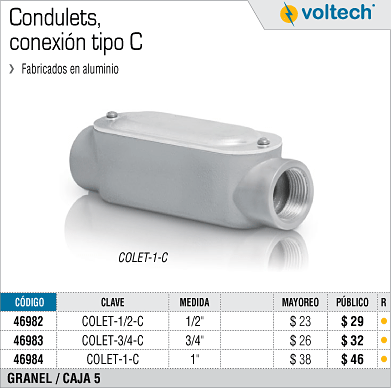 Condulets,
conexión tipo C
voltech®
Fabricados en aluminio
COLET-1-C
CÓDIGO CLAVE MEDIDA MAYOREO PÚBLICO R
46982 COLET-1/2-C 1/2" $ 23 $ 29
46983 COLET-3/4-C 3/4" $ 26 $ 32
46984 COLET-1-C 1" $ 38 $ 46
GRANEL / CAJA 5